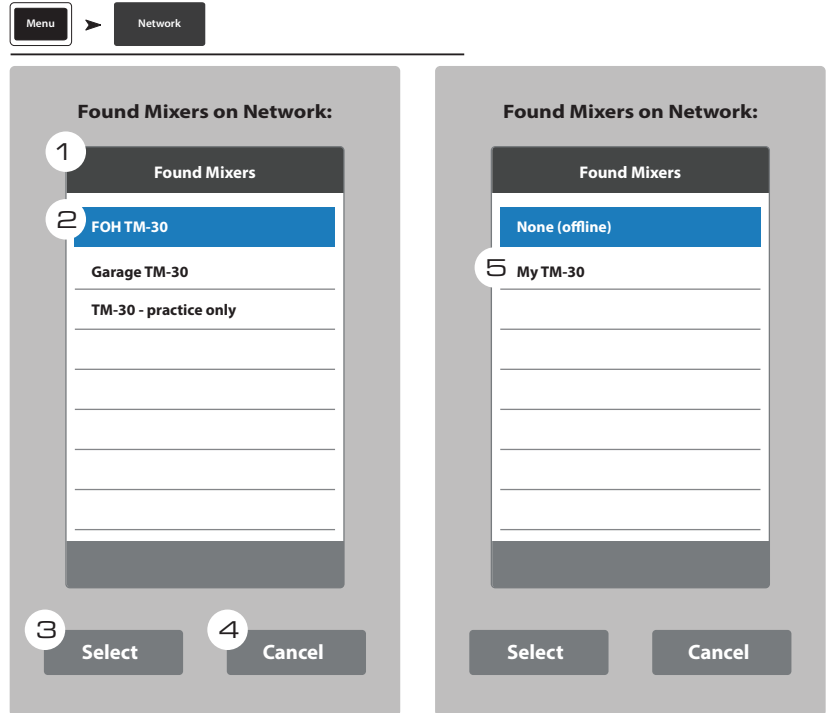 Menu
Network
Found Mixers on Network:
1
Found Mixers
2
FOH TM-30
Garage TM-30
TM-30 - practice only
3
Select
4
Cancel
Found Mixers on Network:
Found Mixers
None (offline)
5
My TM-30
Select
Cancel